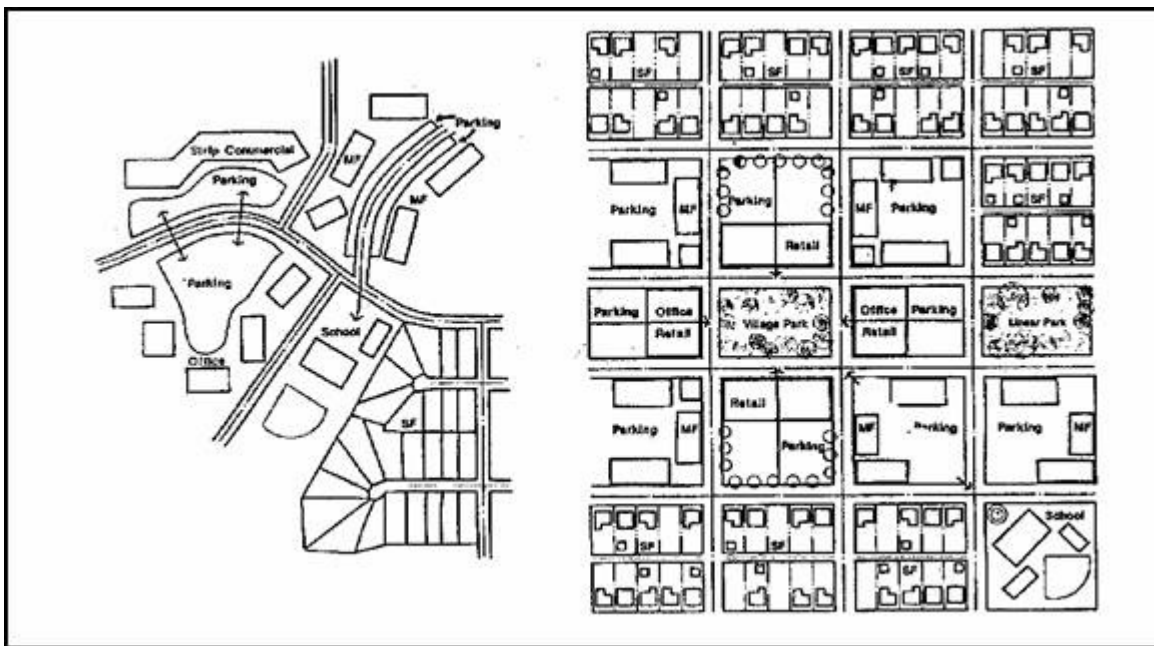 Parking
Strip Commercial
MF
Parking
MF
Parking
School
Office
SF
SF
SF
SF
SF
Parking
MF
Parking
MF
Parking
SF
Retail
Parking
Office
Retail
Village Park
Office
Parking
Retail
Linear Park
Retail
Parking
MF
Parking
MF
Parking
Parking
MF
SF
SF
School
SF